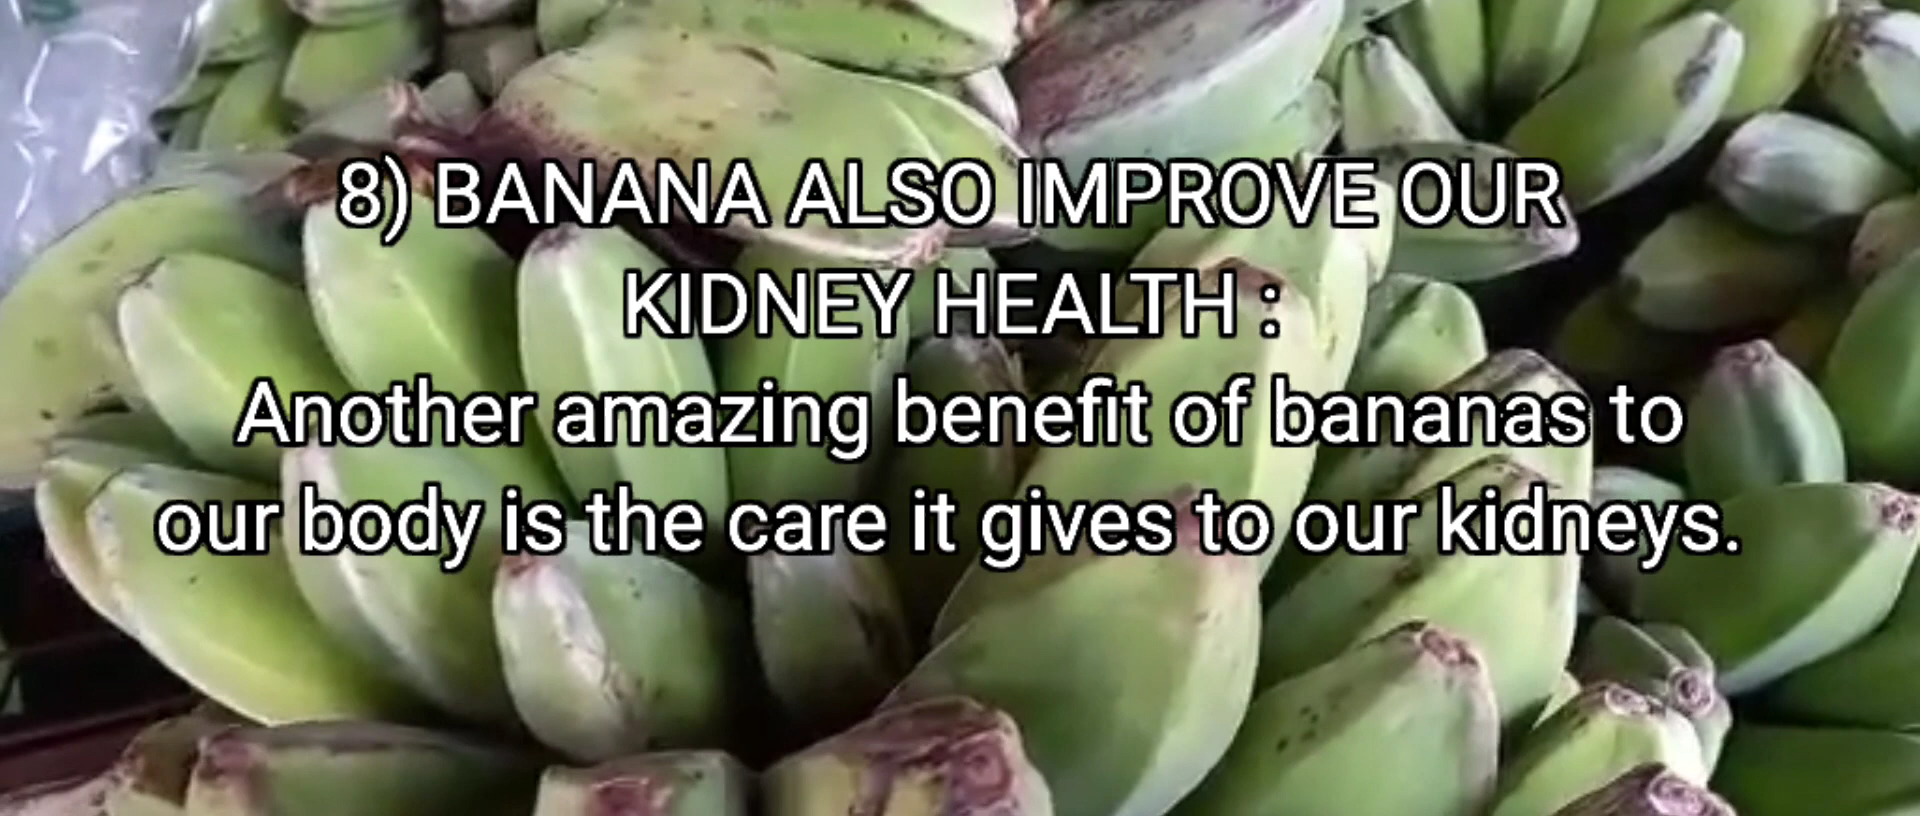 8) BANANA ALSO IMPROVE OUR
KIDNEY HEALTH :
Another amazing benefit of bananas to
our body is the care it gives to our kidneys.